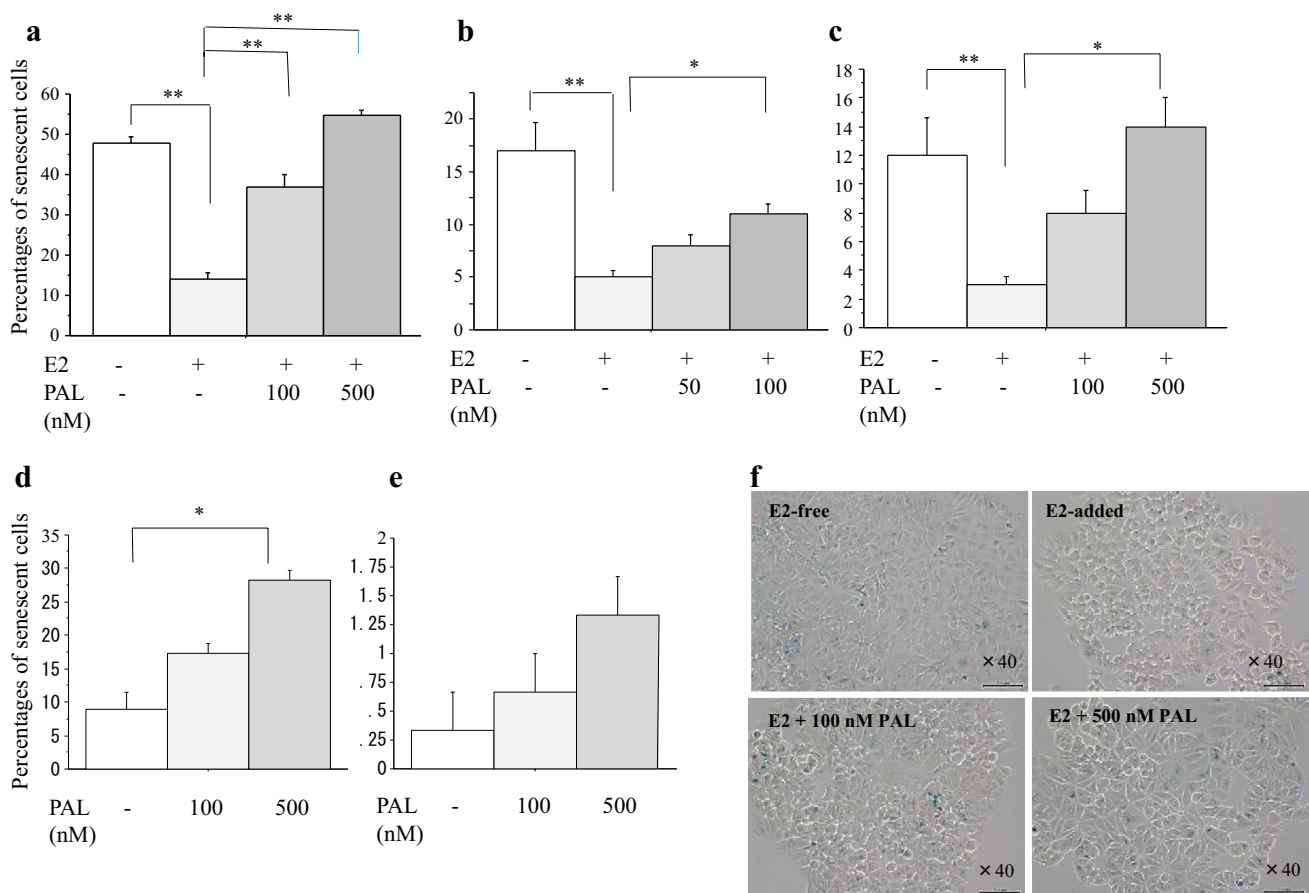 a
**
**
**
Percentages of senescent cells
60
50
40
30
20
10
0
E2 - + + +
PAL - - 100 500
(nM)
b
**
*
20
15
10
5
0
E2 - + + +
PAL - - 50 100
(nM)
c
**
*
18
16
14
12
10
8
6
4
2
0
E2 - + + +
PAL - - 100 500
(nM)
d
*
Percentages of senescent cells
35
30
25
20
15
10
5
0
PAL - 100 500
(nM)
e
2
1.75
1.5
1.25
1
.75
.5
.25
0
PAL - 100 500
(nM)
f
E2-free
×40
E2-added
×40
E2 + 100 nM PAL
×40
E2 + 500 nM PAL
×40